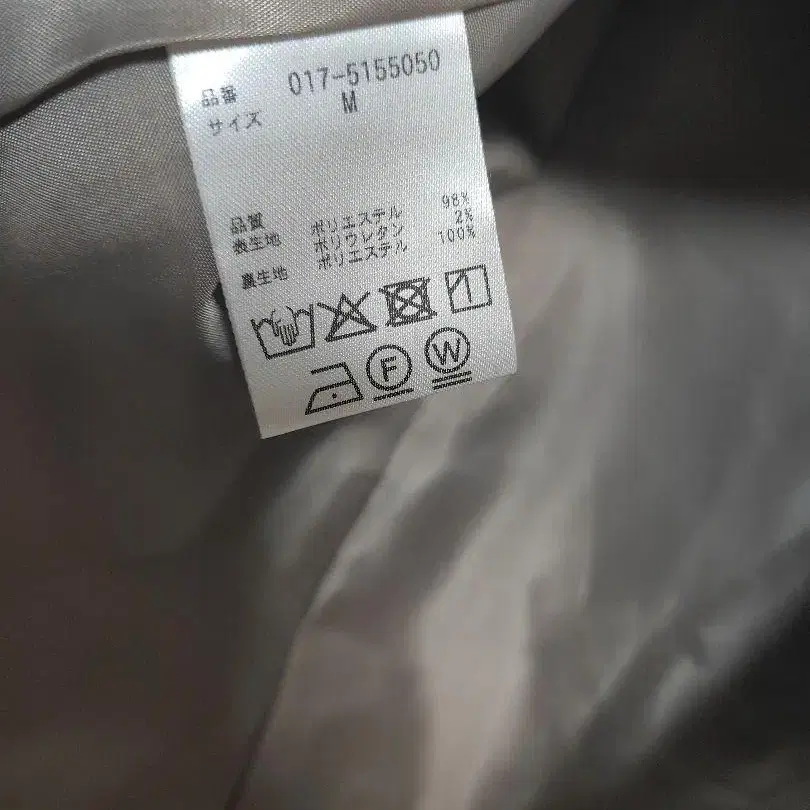 品番 017-5155050
サイズ M
品質
表生地 ポリエステル 98%
ポリウレタン 2%
裏生地 ポリエステル 100%
F W